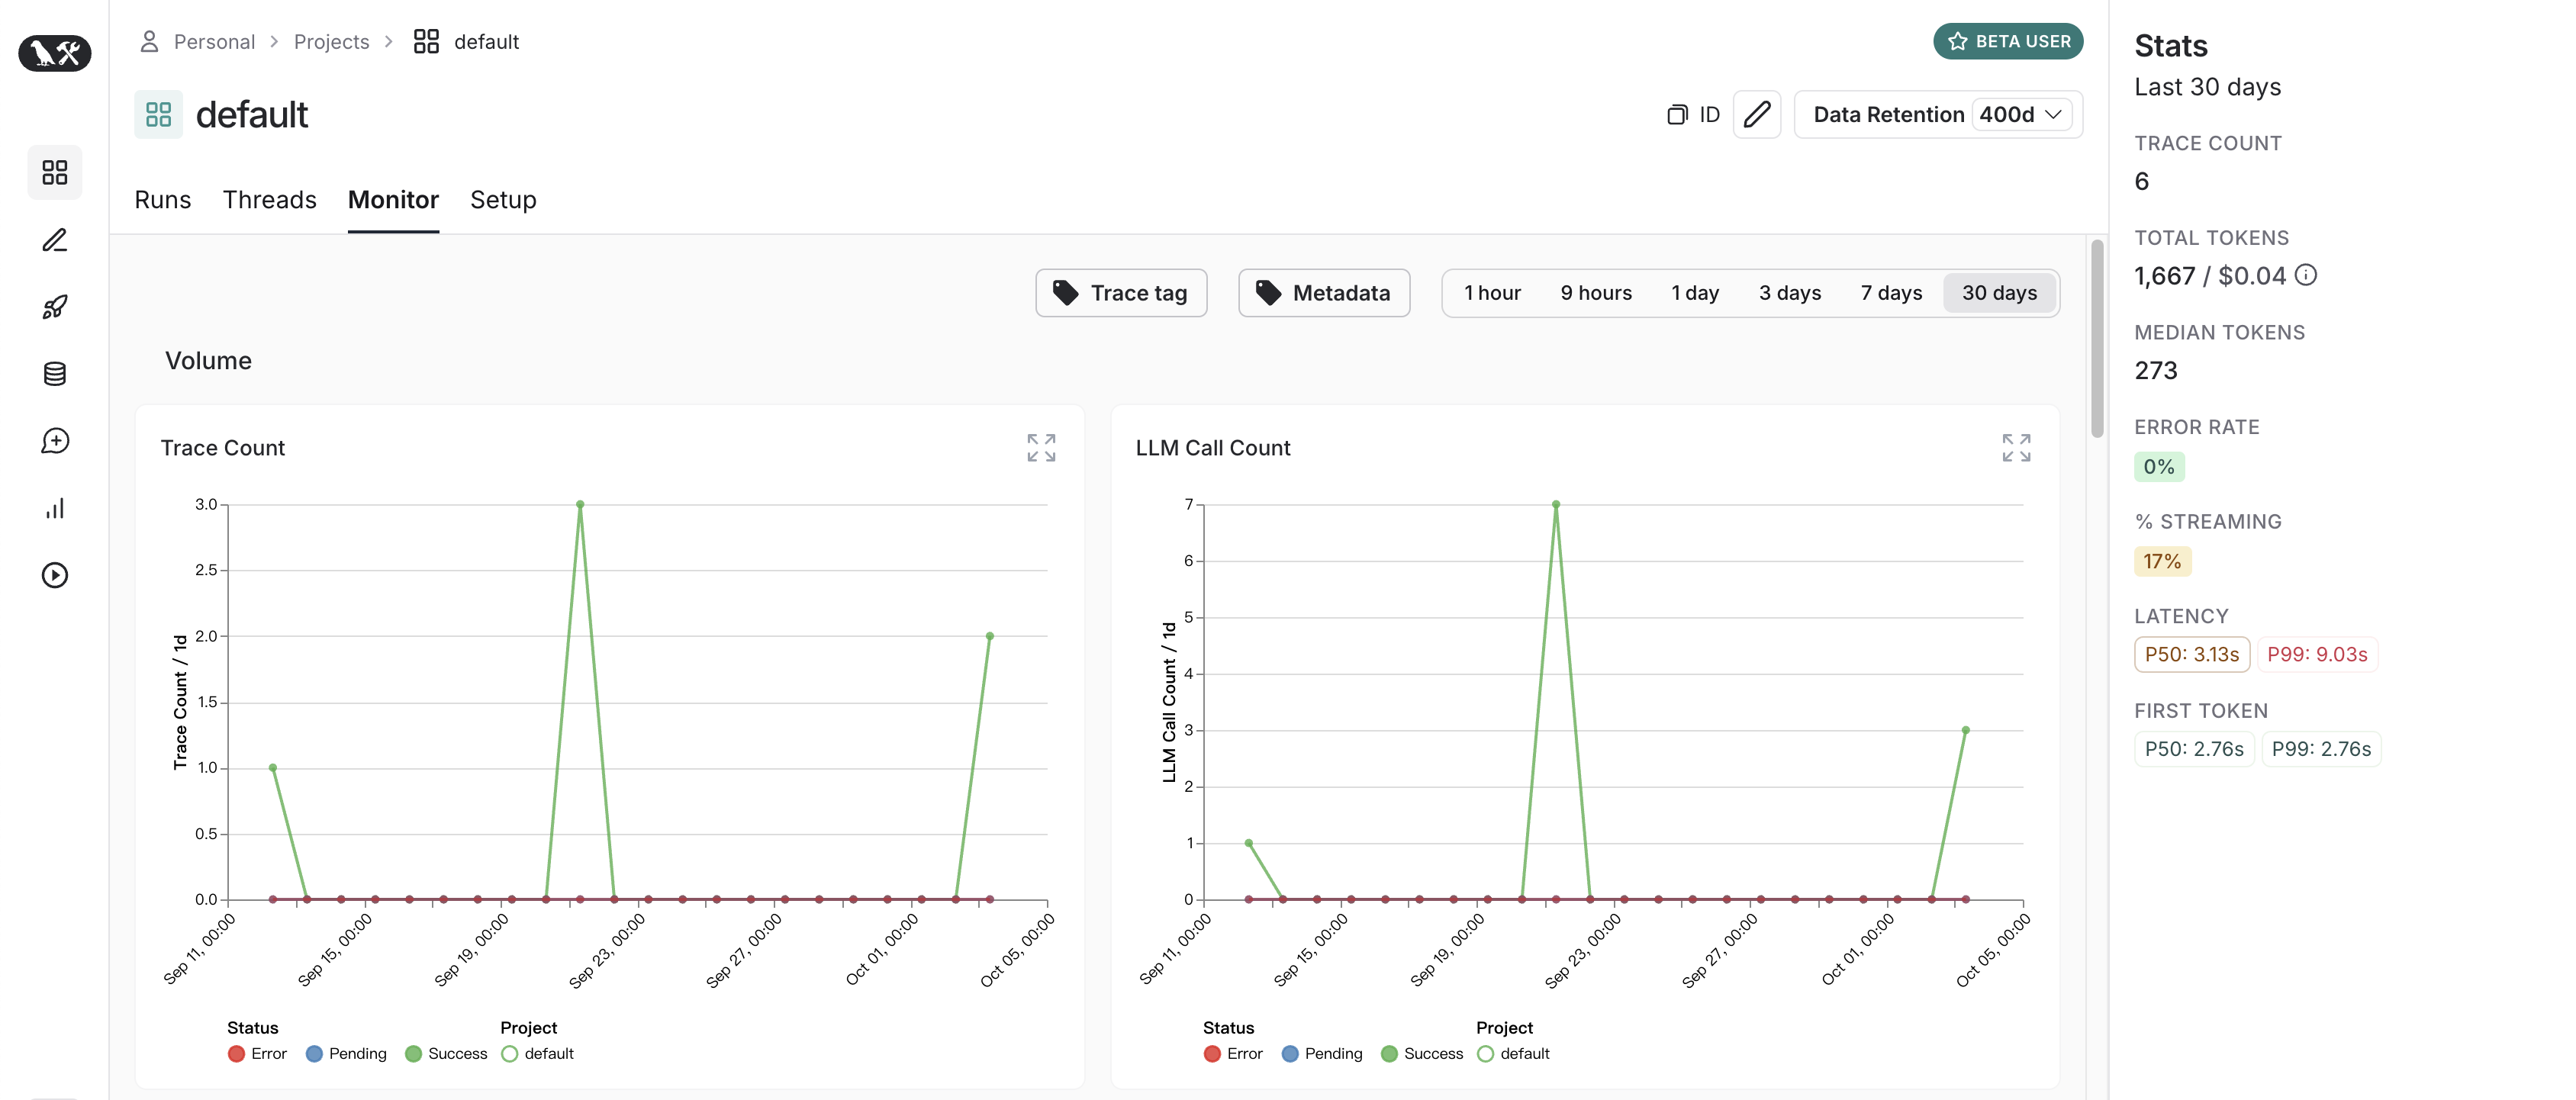 Personal > Projects > default
BETA USER
default
ID
Data Retention 400d
Runs Threads Monitor Setup
Trace tag
Metadata
1 hour 9 hours 1 day 3 days 7 days 30 days
Volume
Trace Count
Trace Count / 1d
3.0
2.5
2.0
1.5
1.0
0.5
0.0
Sep 11, 00:00
Sep 15, 00:00
Sep 19, 00:00
Sep 23, 00:00
Sep 27, 00:00
Oct 01, 00:00
Oct 05, 00:00
Status Project
Error Pending Success default
LLM Call Count
LLM Call Count / 1d
7
6
5
4
3
2
1
0
Sep 11, 00:00
Sep 15, 00:00
Sep 19, 00:00
Sep 23, 00:00
Sep 27, 00:00
Oct 01, 00:00
Oct 05, 00:00
Status Project
Error Pending Success default
Stats
Last 30 days
TRACE COUNT
6
TOTAL TOKENS
1,667 / $0.04
MEDIAN TOKENS
273
ERROR RATE
0%
% STREAMING
17%
LATENCY
P50: 3.13s P99: 9.03s
FIRST TOKEN
P50: 2.76s P99: 2.76s